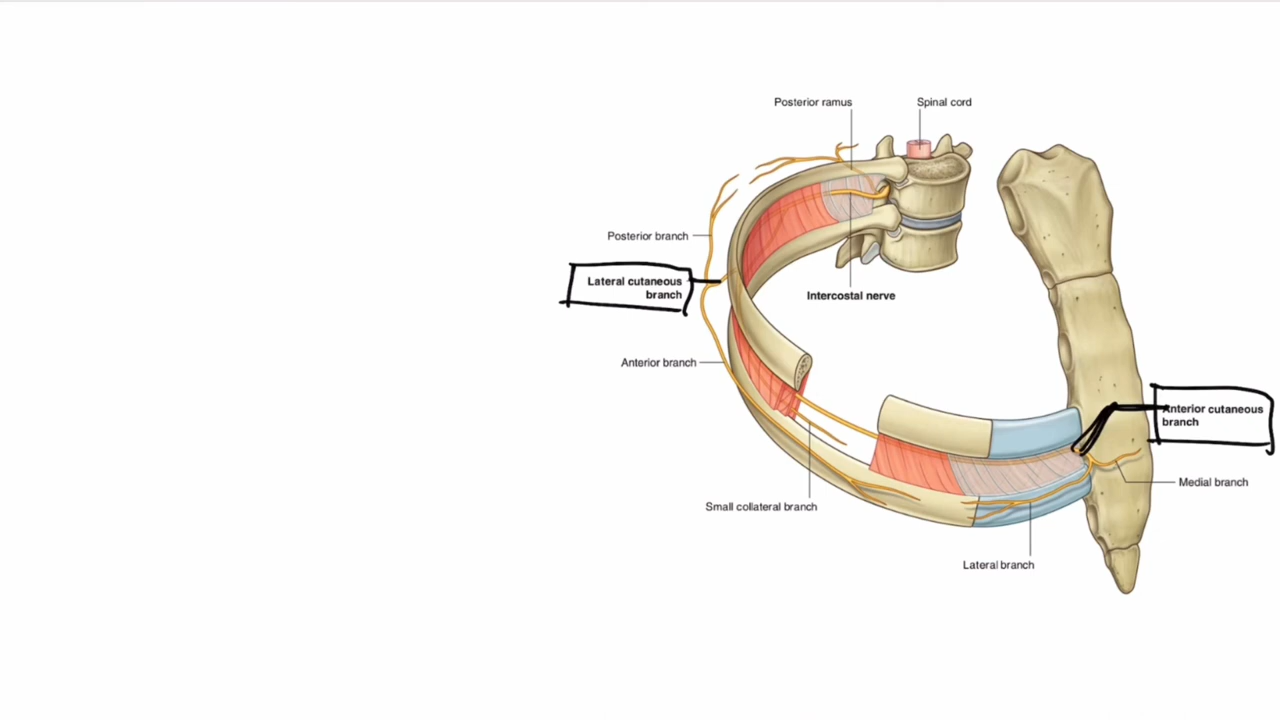 Posterior ramus
Spinal cord
Posterior branch
Lateral cutaneous
branch
Intercostal nerve
Anterior branch
Anterior cutaneous
branch
Medial branch
Small collateral branch
Lateral branch